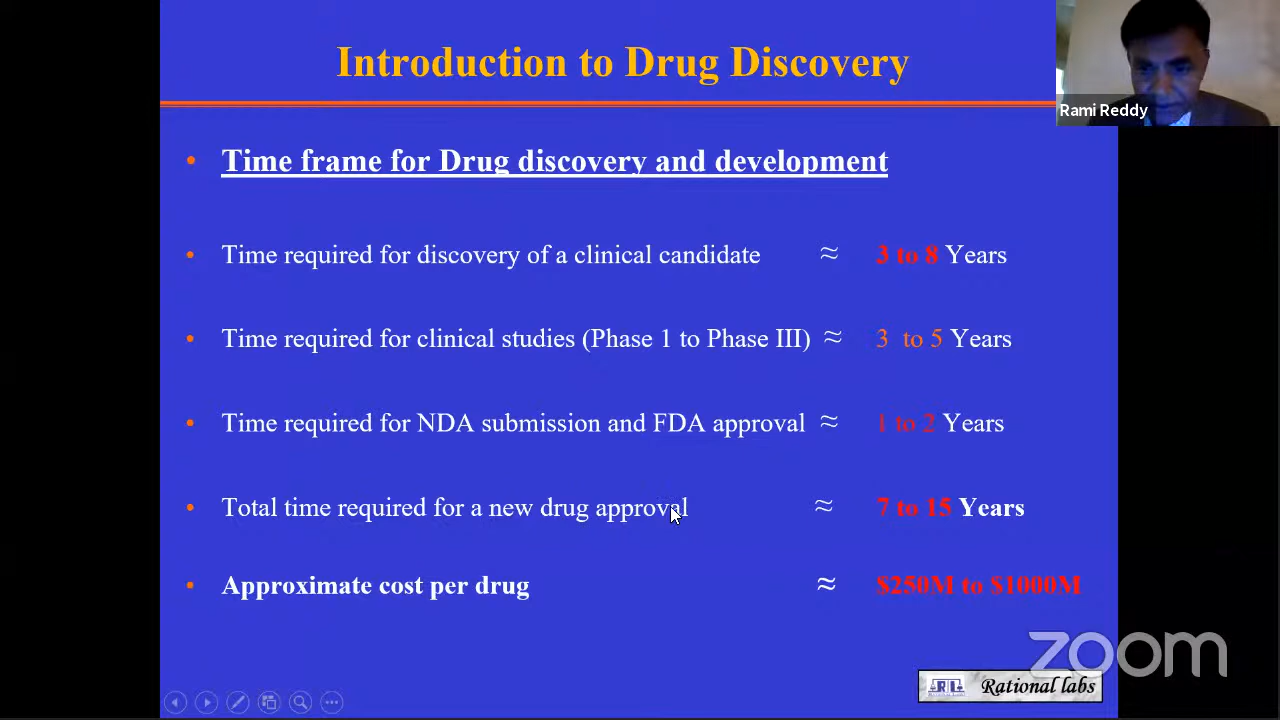 Introduction to Drug Discovery
Rami Reddy
• Time frame for Drug discovery and development
• Time required for discovery of a clinical candidate ≈ 3 to 8 Years
• Time required for clinical studies (Phase 1 to Phase III) ≈ 3 to 5 Years
• Time required for NDA submission and FDA approval ≈ 1 to 2 Years
• Total time required for a new drug approval ≈ 7 to 15 Years
• Approximate cost per drug ≈ $250M to $1000M
zoom
RL Rational labs